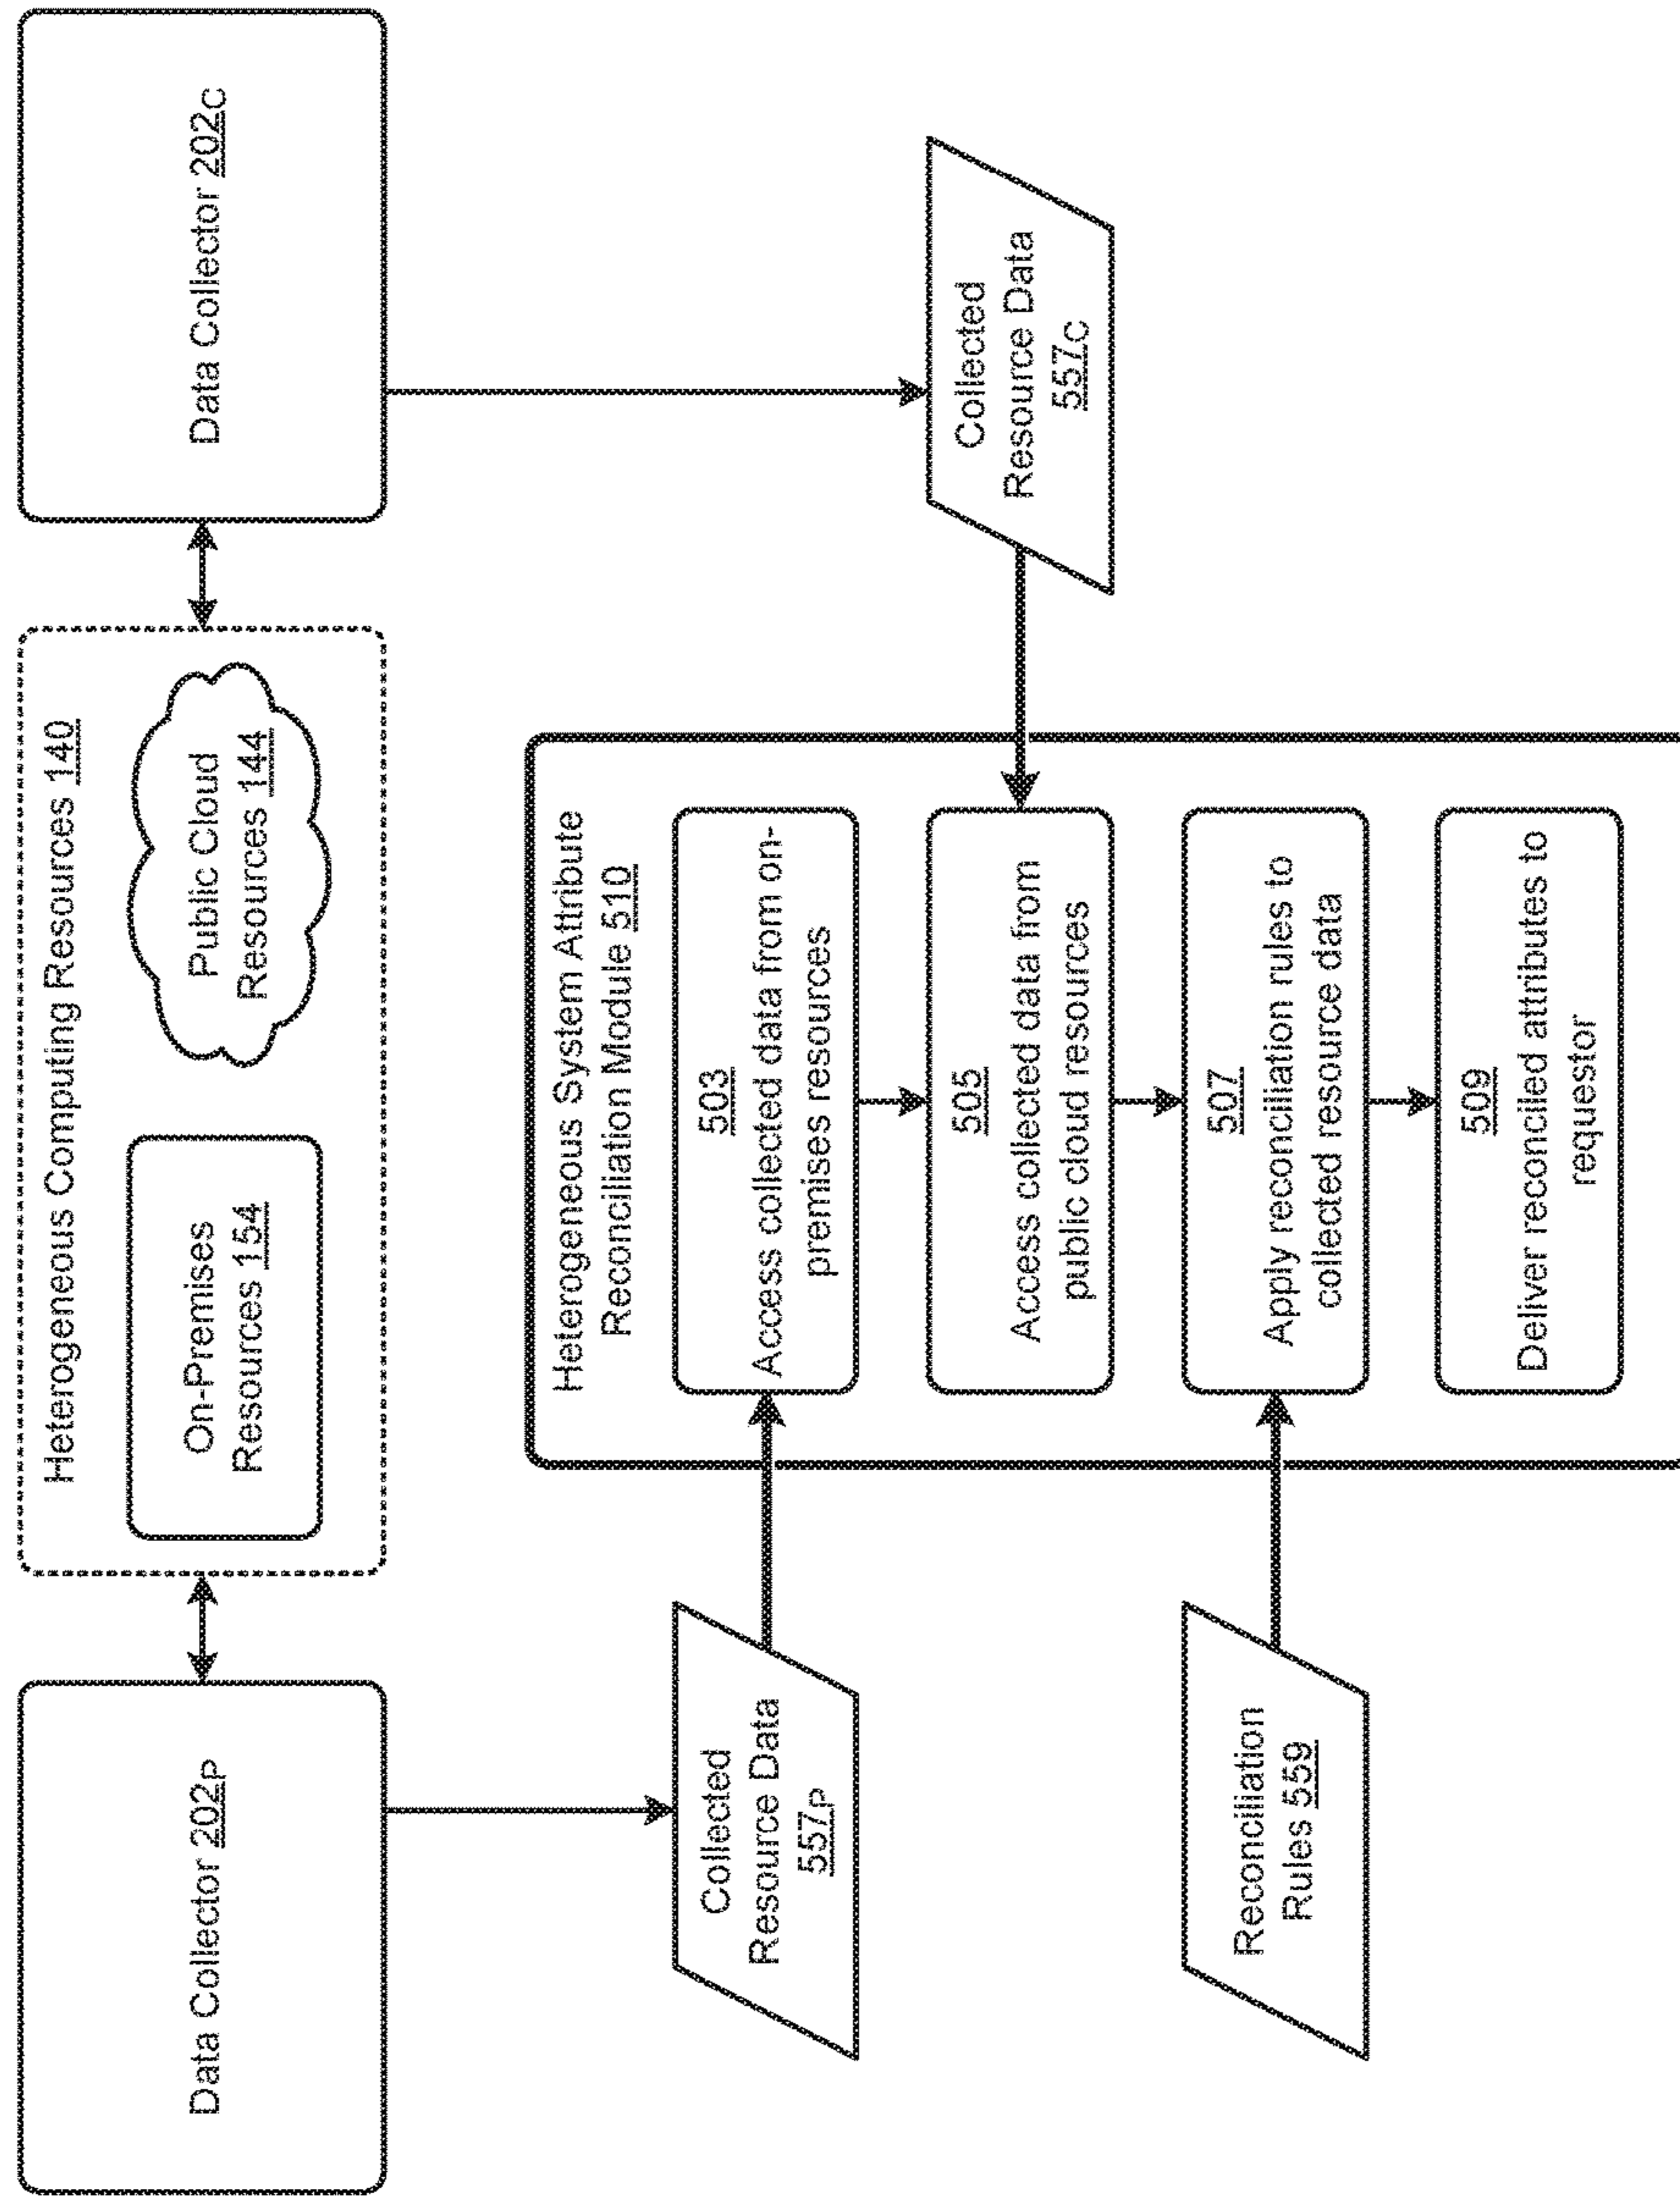 Data Collector 202P
Heterogeneous Computing Resources 140
On-Premises
Resources 154
Public Cloud
Resources 144
Data Collector 202C
Collected
Resource Data
557P
Heterogeneous System Attribute
Reconciliation Module 510
503
Access collected data from on-
premises resources
505
Access collected data from
public cloud resources
Collected
Resource Data
557C
Reconciliation
Rules 559
507
Apply reconciliation rules to
collected resource data
509
Deliver reconciled attributes to
requestor